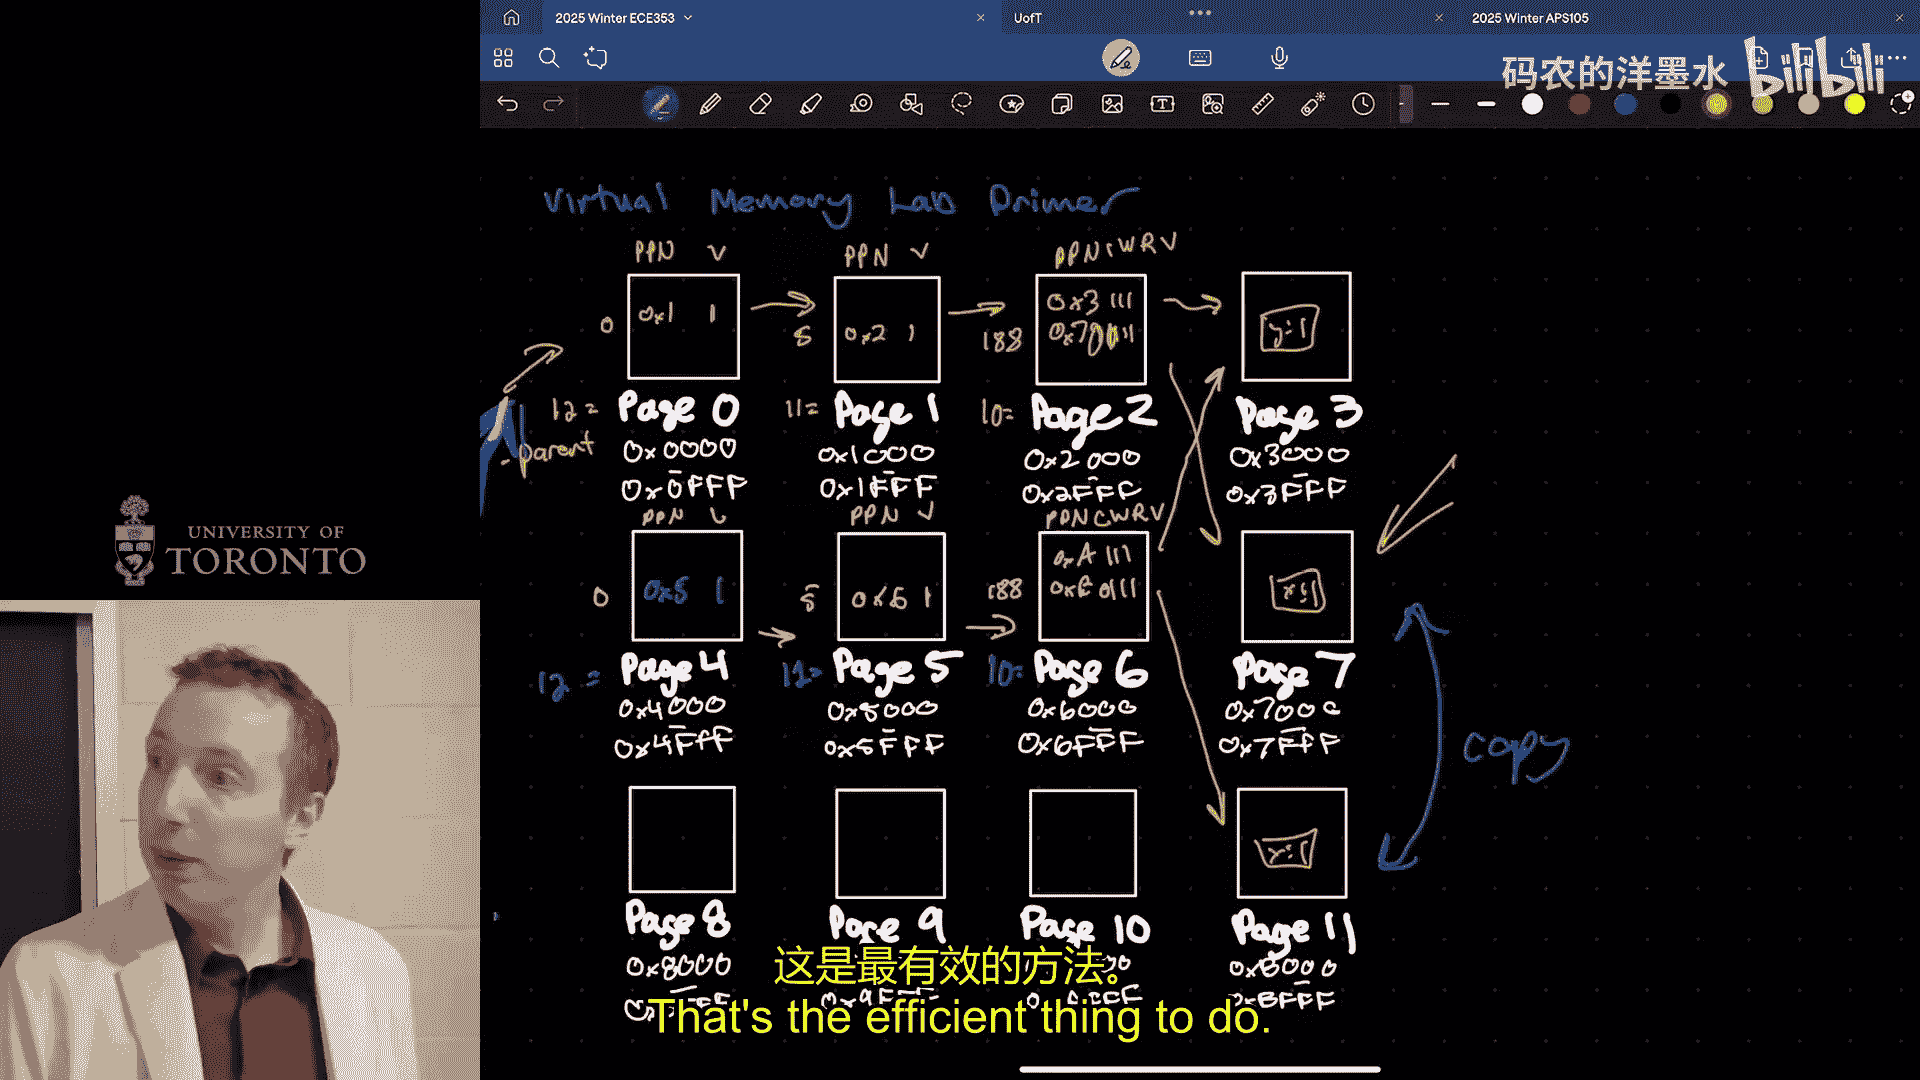 2025 Winter ECE353
UofT
2025 Winter APS105
码农的洋墨水
bilibili
Virtual Memory Lab Primer
PPN V
PPN V
PPN C W R V
0
0x1 1
5
0x2 1
188
0x3 111
y=1
12= Page 0
11= Page 1
10= Page 2
Page 3
parent
0x0000
0x1000
0x2000
0x3000
0x0FFF
0x1FFF
0x2FFF
0x3FFF
PPN V
PPN V
PPN C W R V
0
0x5 1
5
188
0xA 111
x=1
12 = Page 4
11= Page 5
10= Page 6
Page 7
0x4000
0x5000
0x6000
0x7000
0x4FFF
0x5FFF
0x6FFF
0x7FFF
copy
x=1
Page 8
Page 9
Page 10
Page 11
0x8000
0xB000
0xBFFF
这是最有效的方法。
That's the efficient thing to do.
UNIVERSITY OF
TORONTO